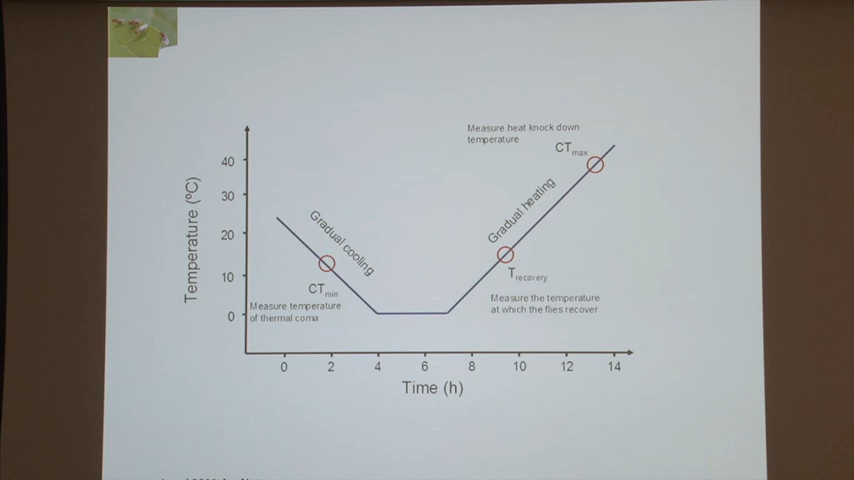 Measure heat knock down
temperature
CTmax
Gradual heating
Gradual cooling
Temperature (ºC)
40
30
20
10
0
CTmin
Measure temperature
of thermal coma
Trecovery
Measure the temperature
at which the flies recover
0 2 4 6 8 10 12 14
Time (h)